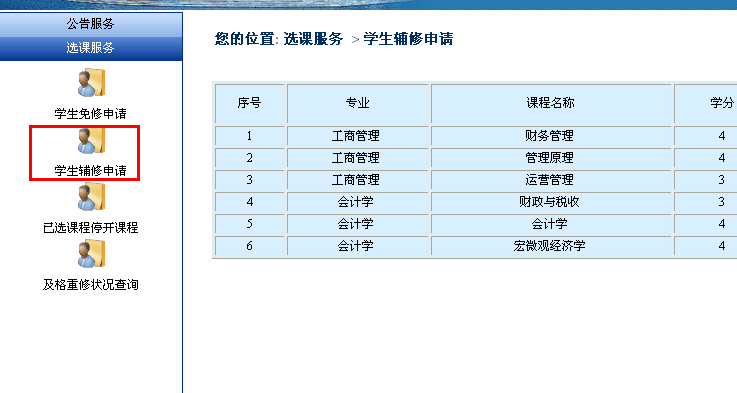 公告服务
选课服务
学生免修申请
学生辅修申请
已选课程停开课程
及格重修状况查询
您的位置: 选课服务 > 学生辅修申请
序号 专业 课程名称 学分
1 工商管理 财务管理 4
2 工商管理 管理原理 4
3 工商管理 运营管理 3
4 会计学 财政与税收 3
5 会计学 会计学 4
6 会计学 宏微观经济学 4